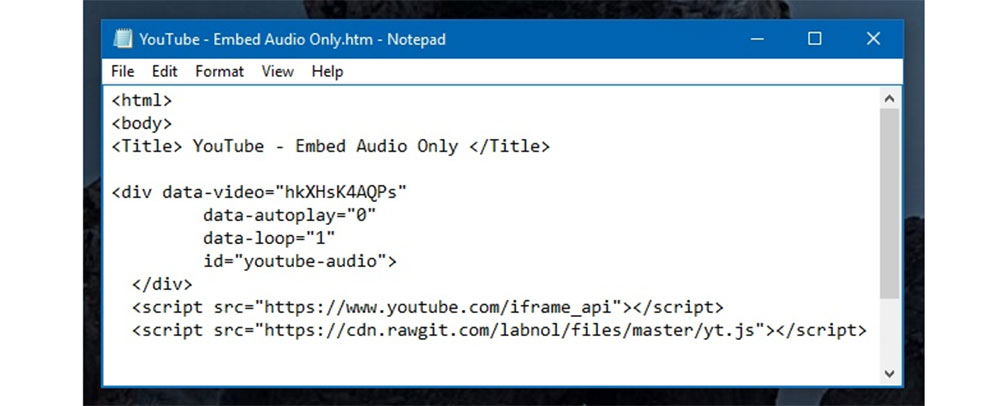 YouTube - Embed Audio Only.htm - Notepad
File Edit Format View Help
<html>
<body>
<Title> YouTube - Embed Audio Only </Title>
<div data-video="hkXHsK4AQPs"
data-autoplay="0"
data-loop="1"
id="youtube-audio">
</div>
<script src="https://www.youtube.com/iframe_api"></script>
<script src="https://cdn.rawgit.com/labnol/files/master/yt.js"></script>